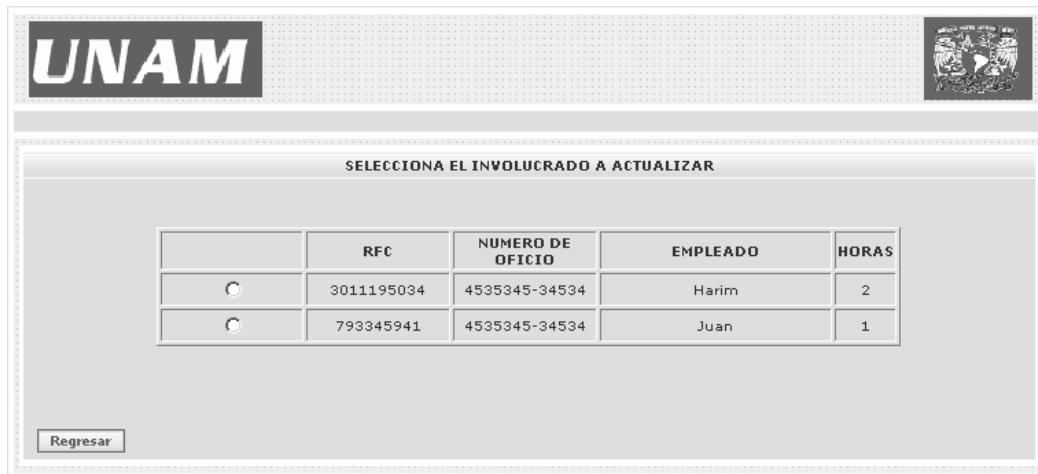 UNAM
SELECCIONA EL INVOLUCRADO A ACTUALIZAR
RFC NUMERO DE OFICIO EMPLEADO HORAS
3011195034 4535345-34534 Harim 2
793345941 4535345-34534 Juan 1
Regresar